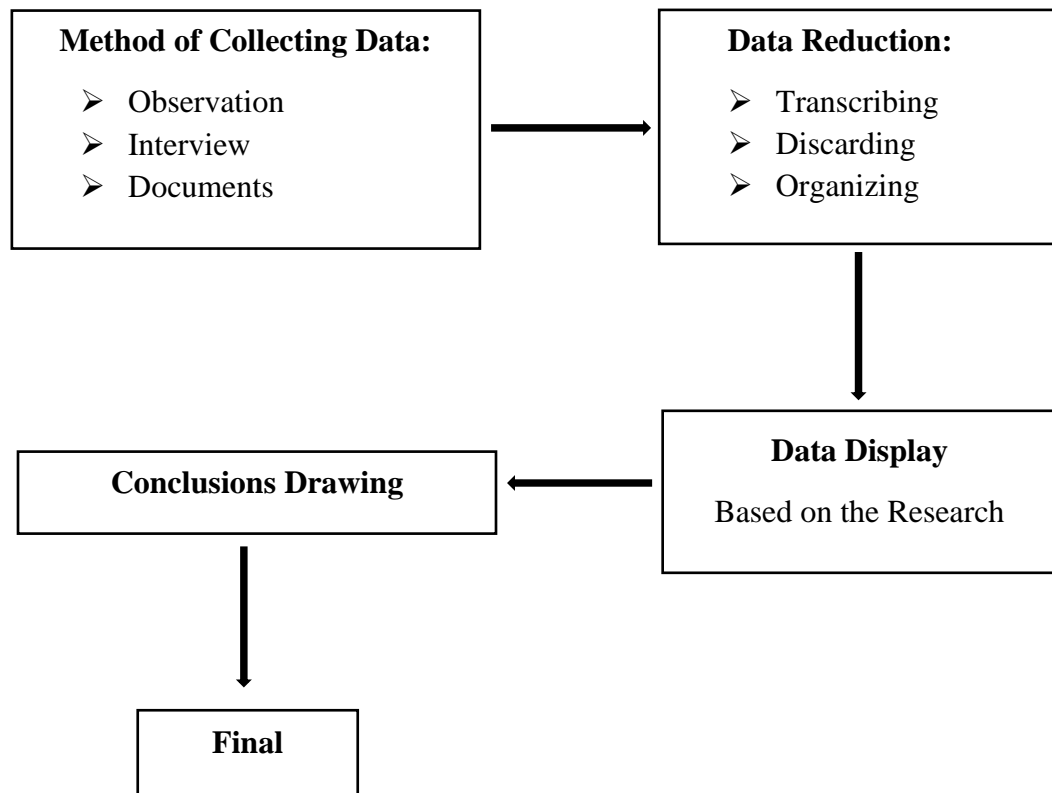 Method of Collecting Data:
➢ Observation
➢ Interview
➢ Documents
Data Reduction:
➢ Transcribing
➢ Discarding
➢ Organizing
Data Display
Based on the Research
Conclusions Drawing
Final